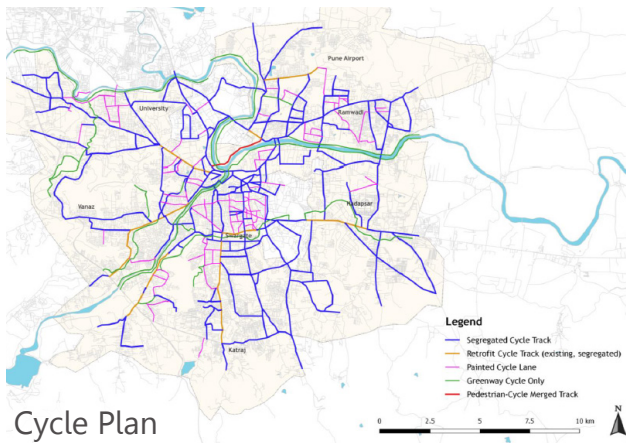 Pune Airport
University
Ramwadi
Vanaz
Hadapsar
Swargate
Katraj
Legend
Segregated Cycle Track
Retrofit Cycle Track (existing, segregated)
Painted Cycle Lane
Greenway Cycle Only
Pedestrian-Cycle Merged Track
N
0 2.5 5 7.5 10 km
Cycle Plan